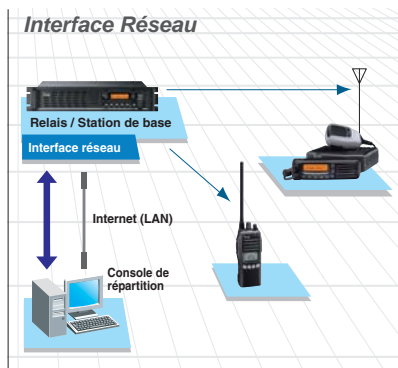 Interface Réseau
Relais / Station de base
Interface réseau
Internet (LAN)
Console de
répartition